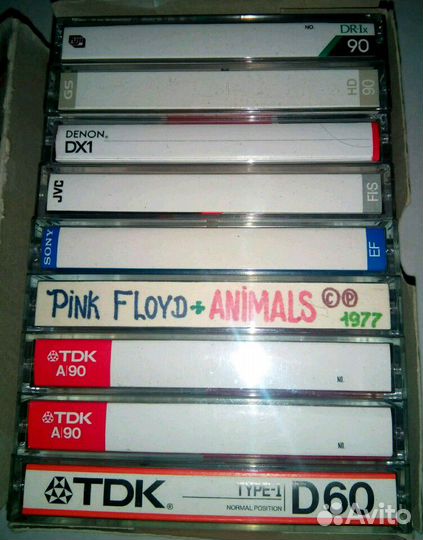 FUJI
NO.
DR-Ix
90
GS
HD
90
DENON®
DX1
JVC
FIS
SONY
EF
PiNK FLOYD + ANiMALS © ℗
1977
TDK
A/90
NO.
TDK
A/90
NO.
TDK®
TYPE-I
NORMAL POSITION
D60
Avito